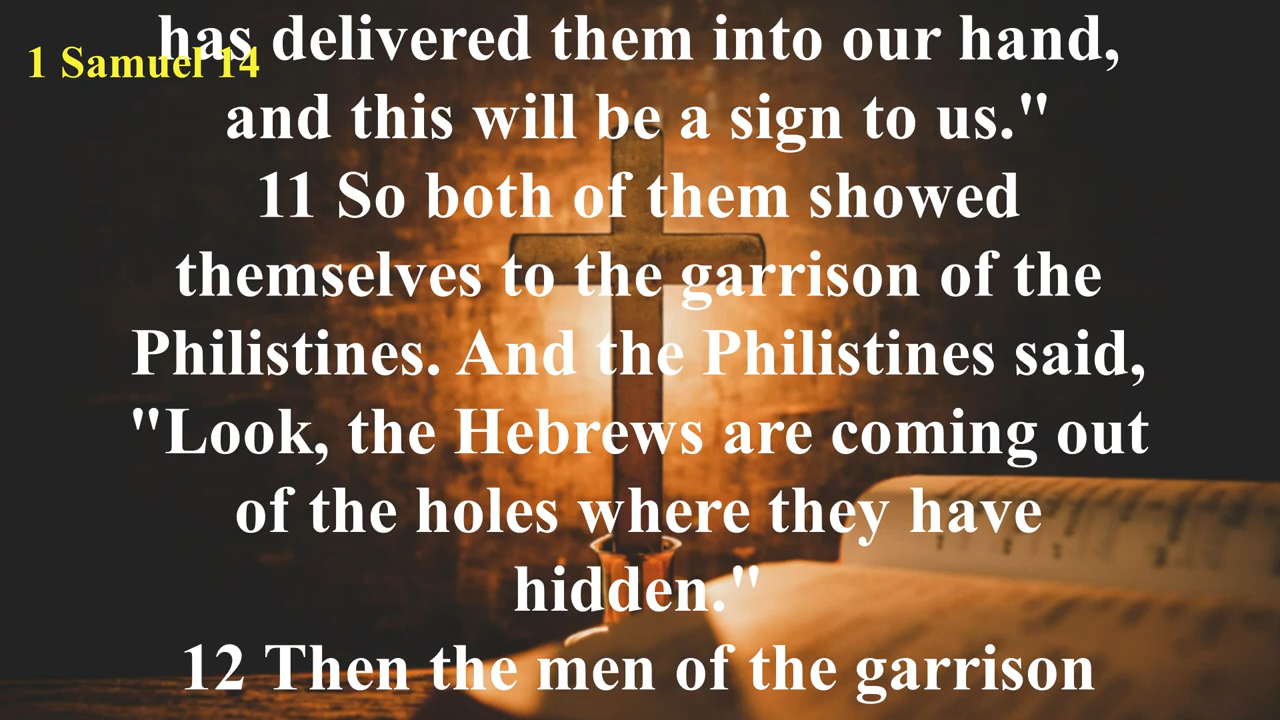 1 Samuel 14
has delivered them into our hand,
and this will be a sign to us."
11 So both of them showed
themselves to the garrison of the
Philistines. And the Philistines said,
"Look, the Hebrews are coming out
of the holes where they have
hidden."
12 Then the men of the garrison